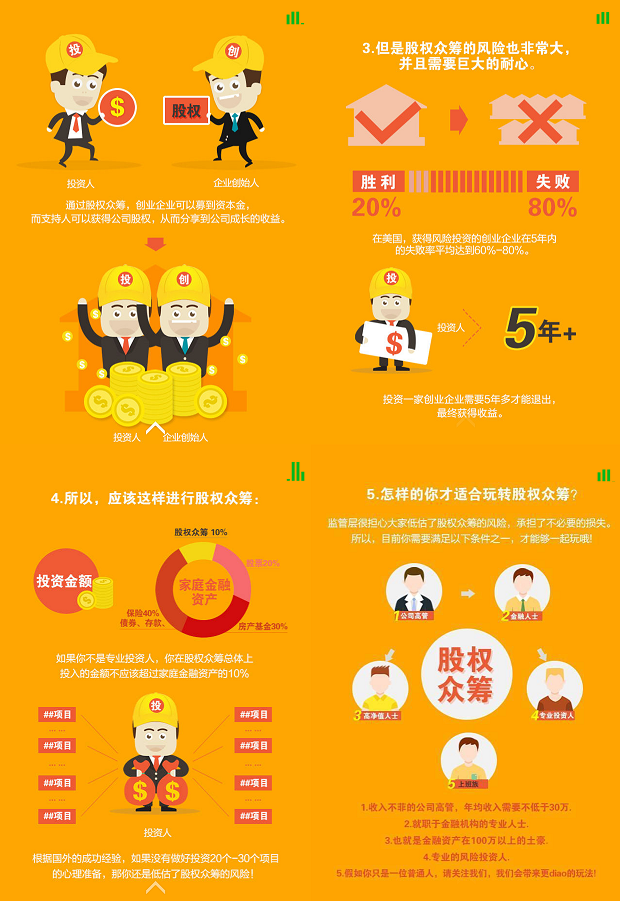 投
创
$
股权
投资人
企业创始人
通过股权众筹，创业企业可以募到资本金，
而支持人可以获得公司股权，从而分享到公司成长的收益。
投
创
投资人
企业创始人
3.但是股权众筹的风险也非常大，
并且需要巨大的耐心。
胜利
失败
20%
80%
在美国，获得风险投资的创业企业在5年内
的失败率平均达到60%-80%。
投
$
投资人
5年+
投资一家创业企业需要5年多才能退出，
最终获得收益。
4.所以，应该这样进行股权众筹：
投资金额
股权众筹 10%
股票20%
家庭金融
资产
保险40%
债券、存款、
房产基金30%
如果你不是专业投资人，你在股权众筹总体上
投入的金额不应该超过家庭金融资产的10%
投
##项目
##项目
......
......
##项目
##项目
......
......
##项目
##项目
......
......
##项目
##项目
$
$
投资人
根据国外的成功经验，如果没有做好投资20个-30个项目
的心理准备，那你还是低估了股权众筹的风险！
5.怎样的你才适合玩转股权众筹?
监管层很担心大家低估了股权众筹的风险，承担了不必要的损失。
所以，目前你需要满足以下条件之一，才能够一起玩哦!
1公司高管
2金融人士
股权
众筹
3高净值人士
4专业投资人
5上班族
1.收入不菲的公司高管，年均收入需要不低于30万.
2.就职于金融机构的专业人士.
3.也就是金融资产在100万以上的土豪.
4.专业的风险投资人.
5.假如你只是一位普通人，请关注我们，我们会带来更diao的玩法!